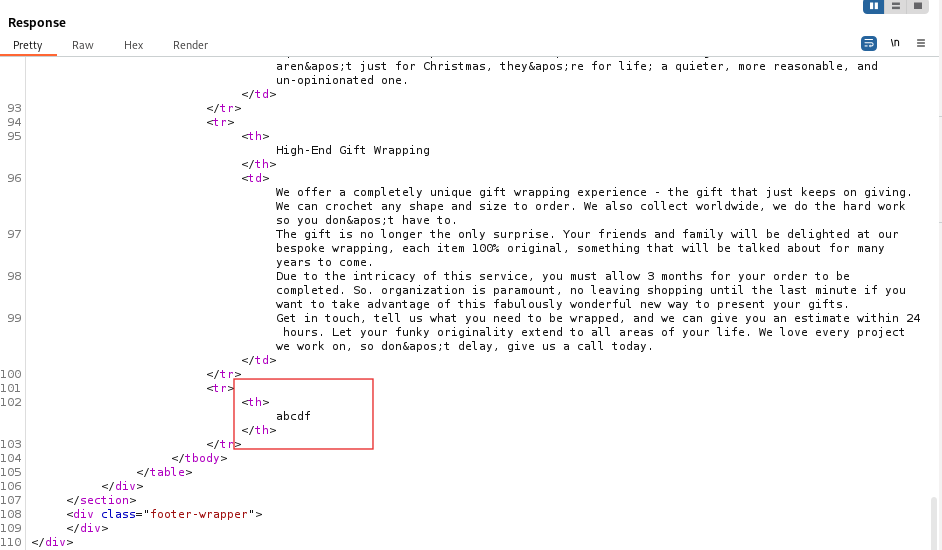 Response
Pretty Raw Hex Render
\n
aren&apos;t just for Christmas, they&apos;re for life; a quieter, more reasonable, and
un-opinionated one.
</td>
93 </tr>
94 <tr>
95 <th>
High-End Gift Wrapping
</th>
96 <td>
We offer a completely unique gift wrapping experience - the gift that just keeps on giving.
We can crochet any shape and size to order. We also collect worldwide, we do the hard work
so you don&apos;t have to.
97 The gift is no longer the only surprise. Your friends and family will be delighted at our
bespoke wrapping, each item 100% original, something that will be talked about for many
years to come.
98 Due to the intricacy of this service, you must allow 3 months for your order to be
completed. So. organization is paramount, no leaving shopping until the last minute if you
want to take advantage of this fabulously wonderful new way to present your gifts.
99 Get in touch, tell us what you need to be wrapped, and we can give you an estimate within 24
hours. Let your funky originality extend to all areas of your life. We love every project
we work on, so don&apos;t delay, give us a call today.
</td>
100 </tr>
101 <tr>
102 <th>
abcdf
</th>
103 </tr>
104 </tbody>
105 </table>
106 </div>
107 </section>
108 <div class="footer-wrapper">
109 </div>
110 </div>